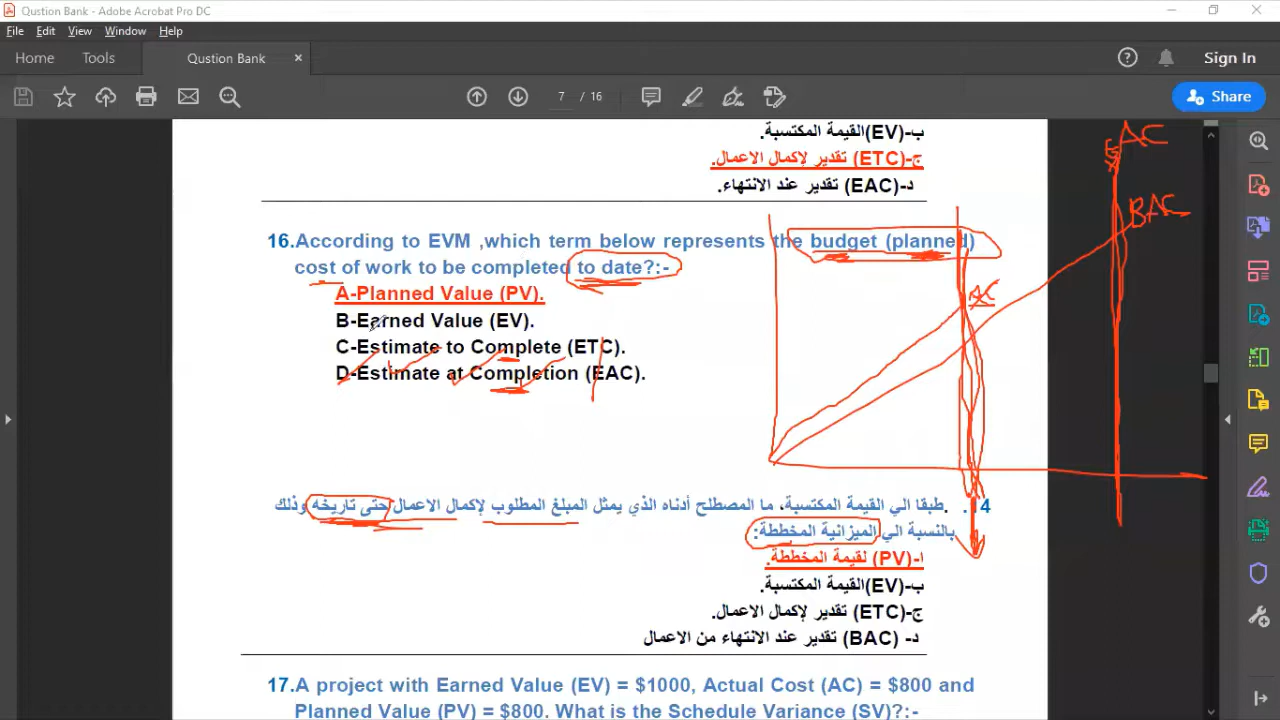 Qustion Bank - Adobe Acrobat Pro DC
File Edit View Window Help
Home Tools Qustion Bank × Sign In
7 / 16 Share
ب-(EV)القيمة المكتسبة.
ج-(ETC) تقدير لإكمال الاعمال.
د-(EAC) تقدير عند الانتهاء.
16.According to EVM ,which term below represents the budget (planned)
cost of work to be completed to date?:-
A-Planned Value (PV).
B-Earned Value (EV).
C-Estimate to Complete (ETC).
D-Estimate at Completion (EAC).
AC
BAC
AC
14. .طبقا الي القيمة المكتسبة، ما المصطلح أدناه الذي يمثل المبلغ المطلوب لإكمال الاعمال حتى تاريخه وذلك
بالنسبة الي الميزانية المخططة:
ا-(PV) لقيمة المخططة.
ب-(EV)القيمة المكتسبة.
ج-(ETC) تقدير لإكمال الاعمال.
د- (BAC) تقدير عند الانتهاء من الاعمال
17.A project with Earned Value (EV) = $1000, Actual Cost (AC) = $800 and
Planned Value (PV) = $800. What is the Schedule Variance (SV)?:-